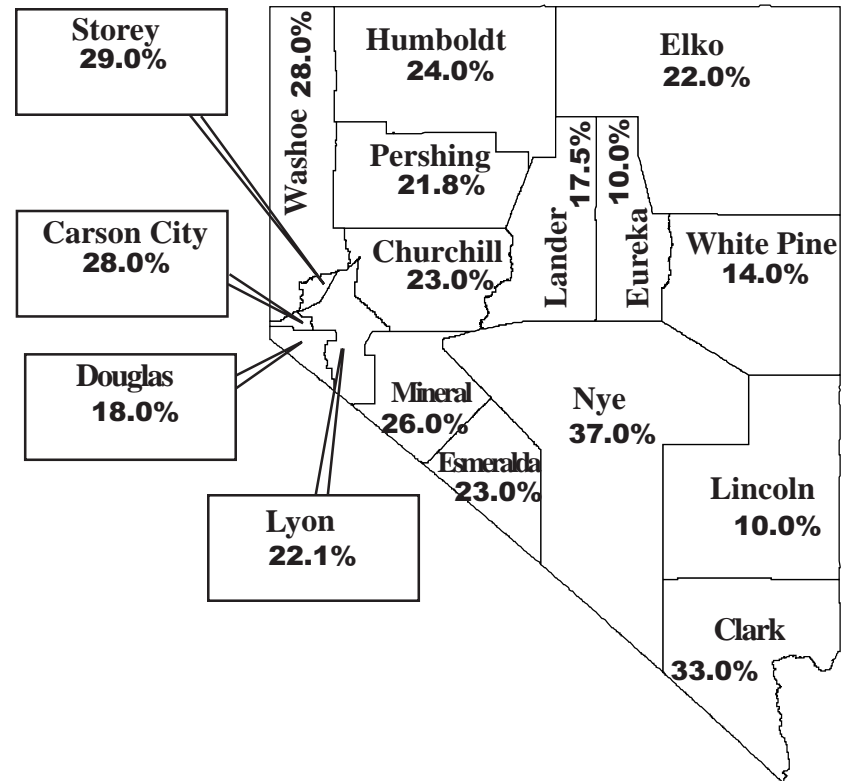 Storey
29.0%
Washoe 28.0%
Humboldt
24.0%
Elko
22.0%
Pershing
21.8%
Lander 17.5%
Eureka 10.0%
Carson City
28.0%
Churchill
23.0%
White Pine
14.0%
Douglas
18.0%
Mineral
26.0%
Nye
37.0%
Esmeralda
23.0%
Lincoln
10.0%
Lyon
22.1%
Clark
33.0%